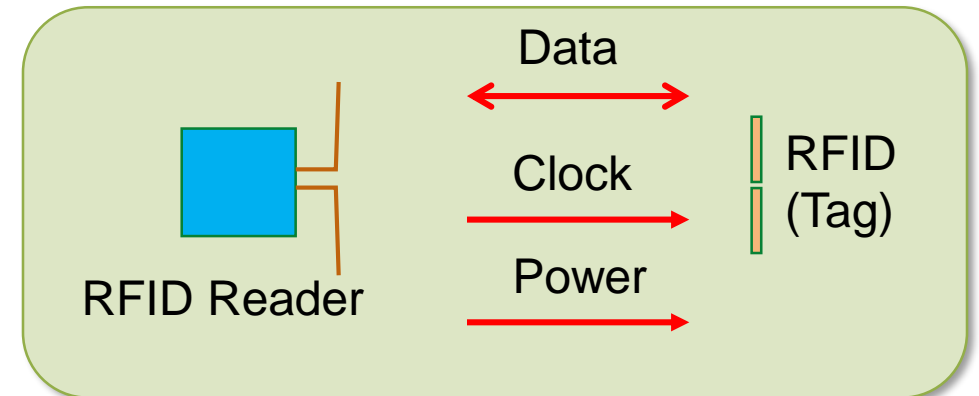 Data
Clock
Power
RFID Reader
RFID
(Tag)